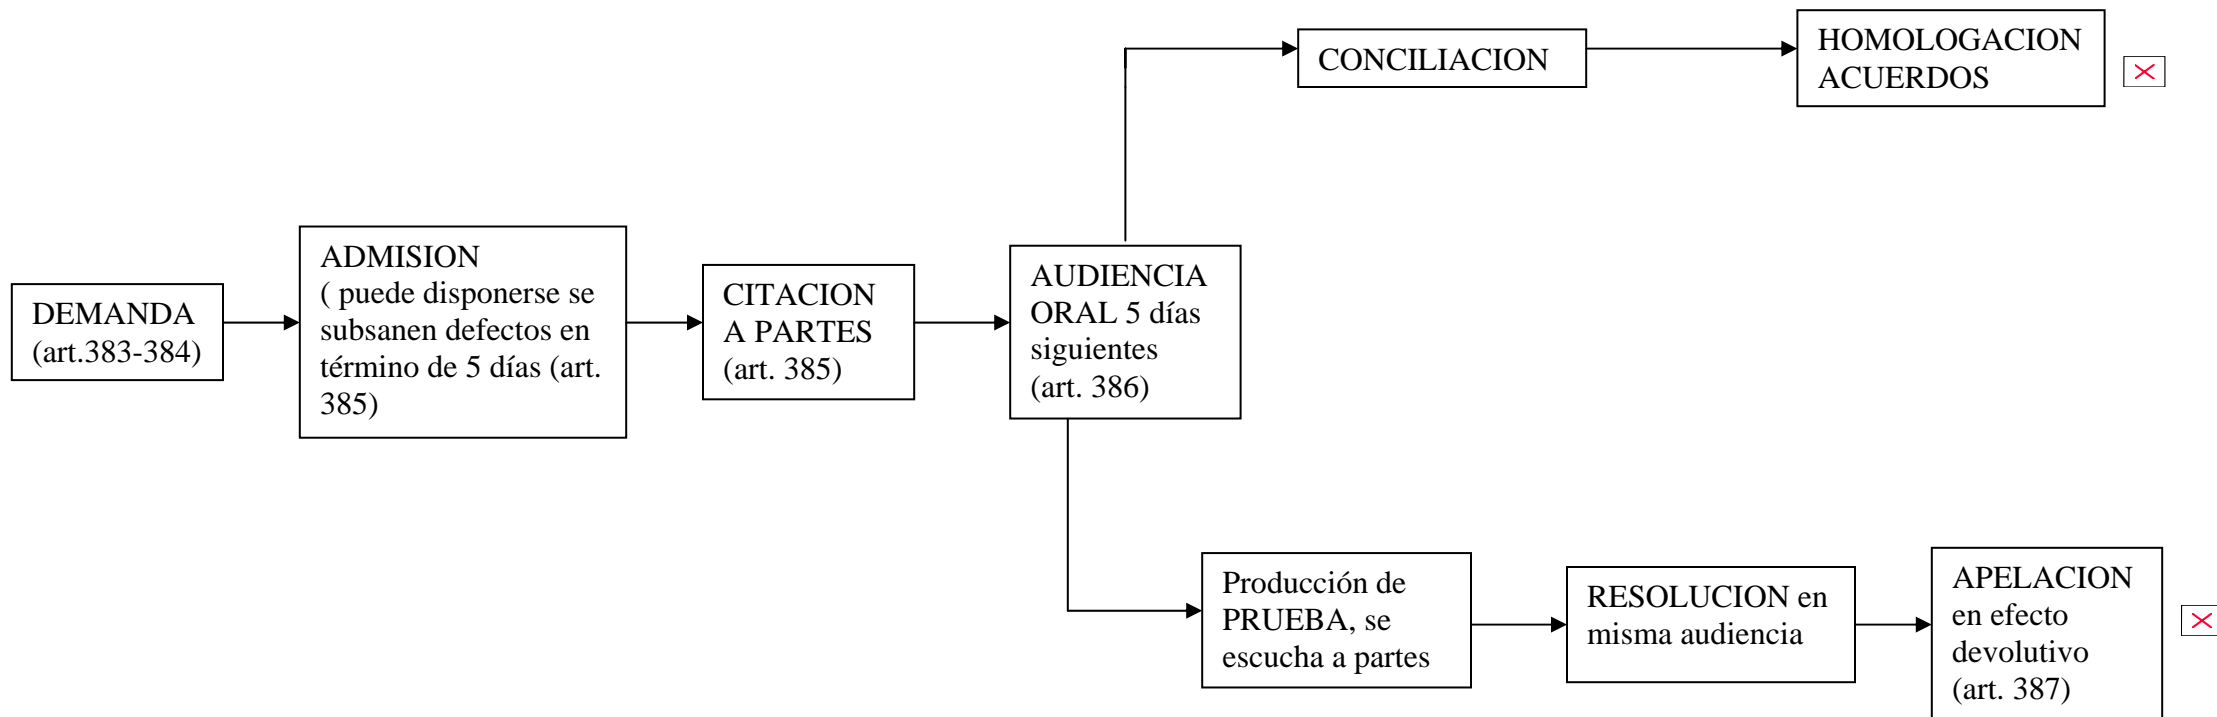 DEMANDA
(art.383-384)
ADMISION
( puede disponerse se
subsanen defectos en
término de 5 días (art.
385)
CITACION
A PARTES
(art. 385)
AUDIENCIA
ORAL 5 días
siguientes
(art. 386)
CONCILIACION
HOMOLOGACION
ACUERDOS
Producción de
PRUEBA, se
escucha a partes
RESOLUCION en
misma audiencia
APELACION
en efecto
devolutivo
(art. 387)